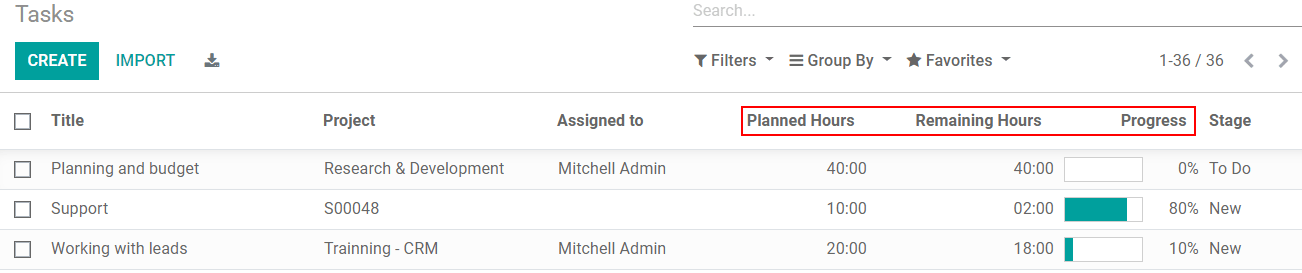 Tasks
Search...
CREATE IMPORT Filters Group By Favorites 1-36 / 36
Title Project Assigned to Planned Hours Remaining Hours Progress Stage
Planning and budget Research & Development Mitchell Admin 40:00 40:00 0% To Do
Support S00048 10:00 02:00 80% New
Working with leads Trainning - CRM Mitchell Admin 20:00 18:00 10% New